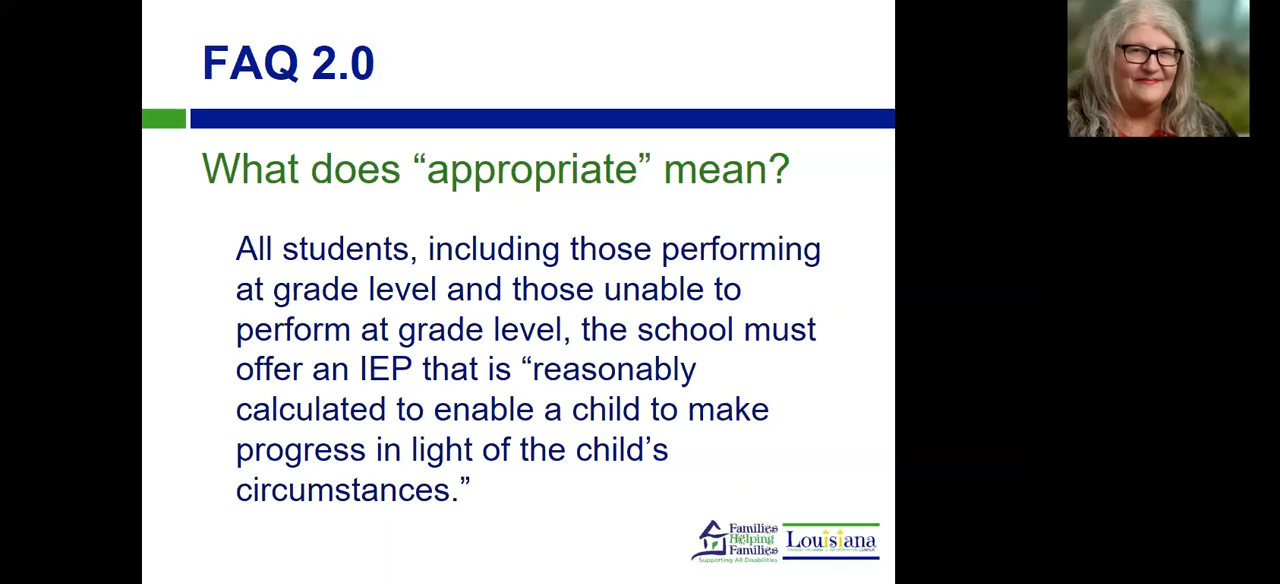 FAQ 2.0
What does “appropriate” mean?
All students, including those performing
at grade level and those unable to
perform at grade level, the school must
offer an IEP that is “reasonably
calculated to enable a child to make
progress in light of the child’s
circumstances.”
Families
Helping
Families
Supporting All Disabilities
Louisiana